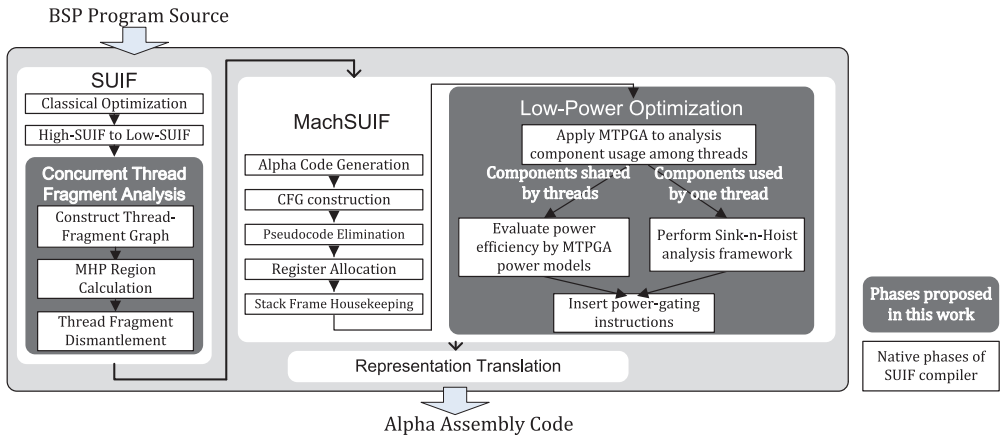 BSP Program Source
SUIF
Classical Optimization
High-SUIF to Low-SUIF
Concurrent Thread
Fragment Analysis
Construct Thread-
Fragment Graph
MHP Region
Calculation
Thread Fragment
Dismantlement
MachSUIF
Alpha Code Generation
CFG construction
Pseudocode Elimination
Register Allocation
Stack Frame Housekeeping
Low-Power Optimization
Apply MTPGA to analysis
component usage among threads
Components shared
by threads
Components used
by one thread
Evaluate power
efficiency by MTPGA
power models
Perform Sink-n-Hoist
analysis framework
Insert power-gating
instructions
Representation Translation
Alpha Assembly Code
Phases proposed
in this work
Native phases of
SUIF compiler